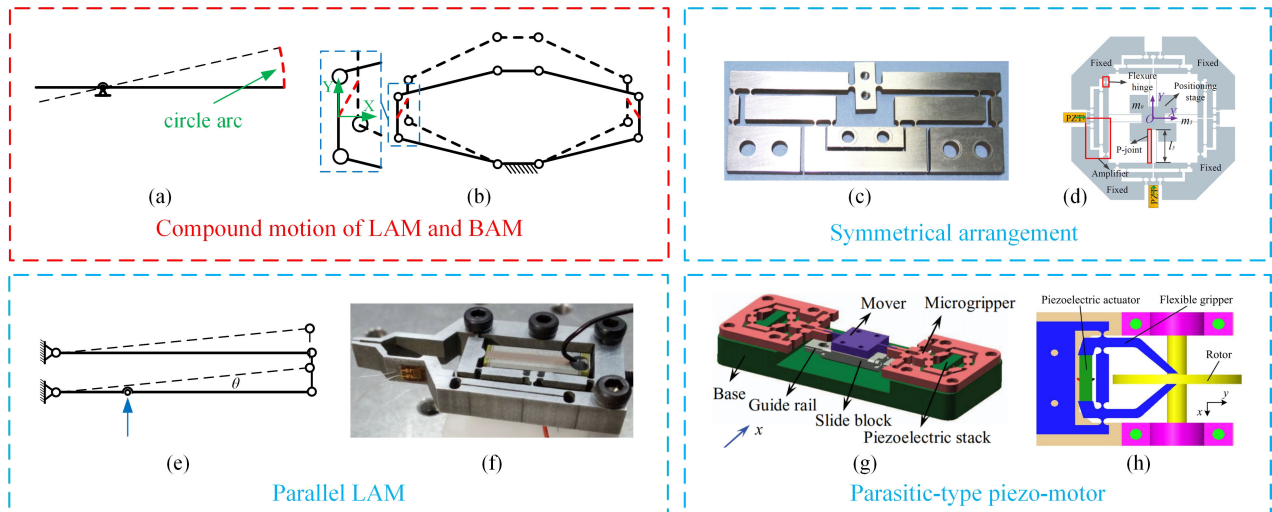 circle arc
Y
X
(a)
(b)
Compound motion of LAM and BAM
(c)
Fixed
Fixed
Flexure
hinge
Positioning
stage
Y
O
X
PZT
P-joint
Amplifier
Fixed
Fixed
PZT
(d)
Symmetrical arrangement
θ
(e)
(f)
Parallel LAM
Mover
Microgripper
Base
Guide rail
Slide block
Piezoelectric stack
x
(g)
Piezoelectric actuator
Flexible gripper
Rotor
y
x
(h)
Parasitic-type piezo-motor